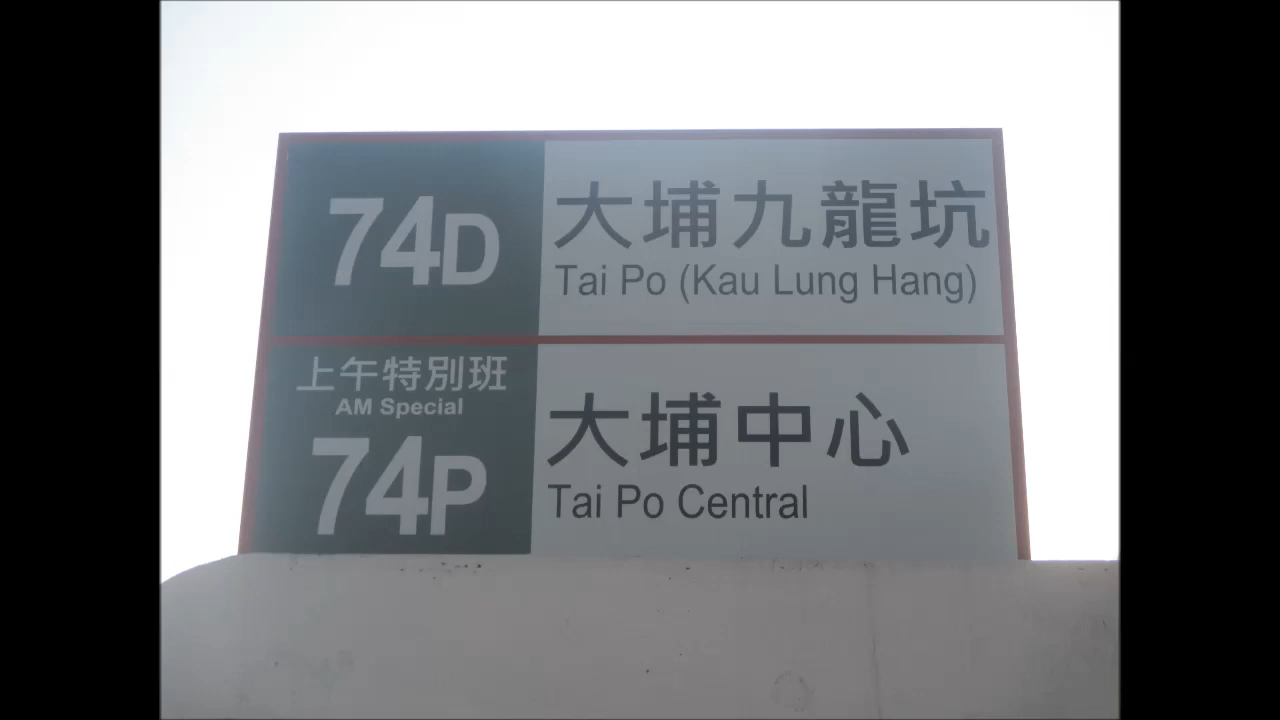 74D
大埔九龍坑
Tai Po (Kau Lung Hang)
上午特別班
AM Special
74P
大埔中心
Tai Po Central